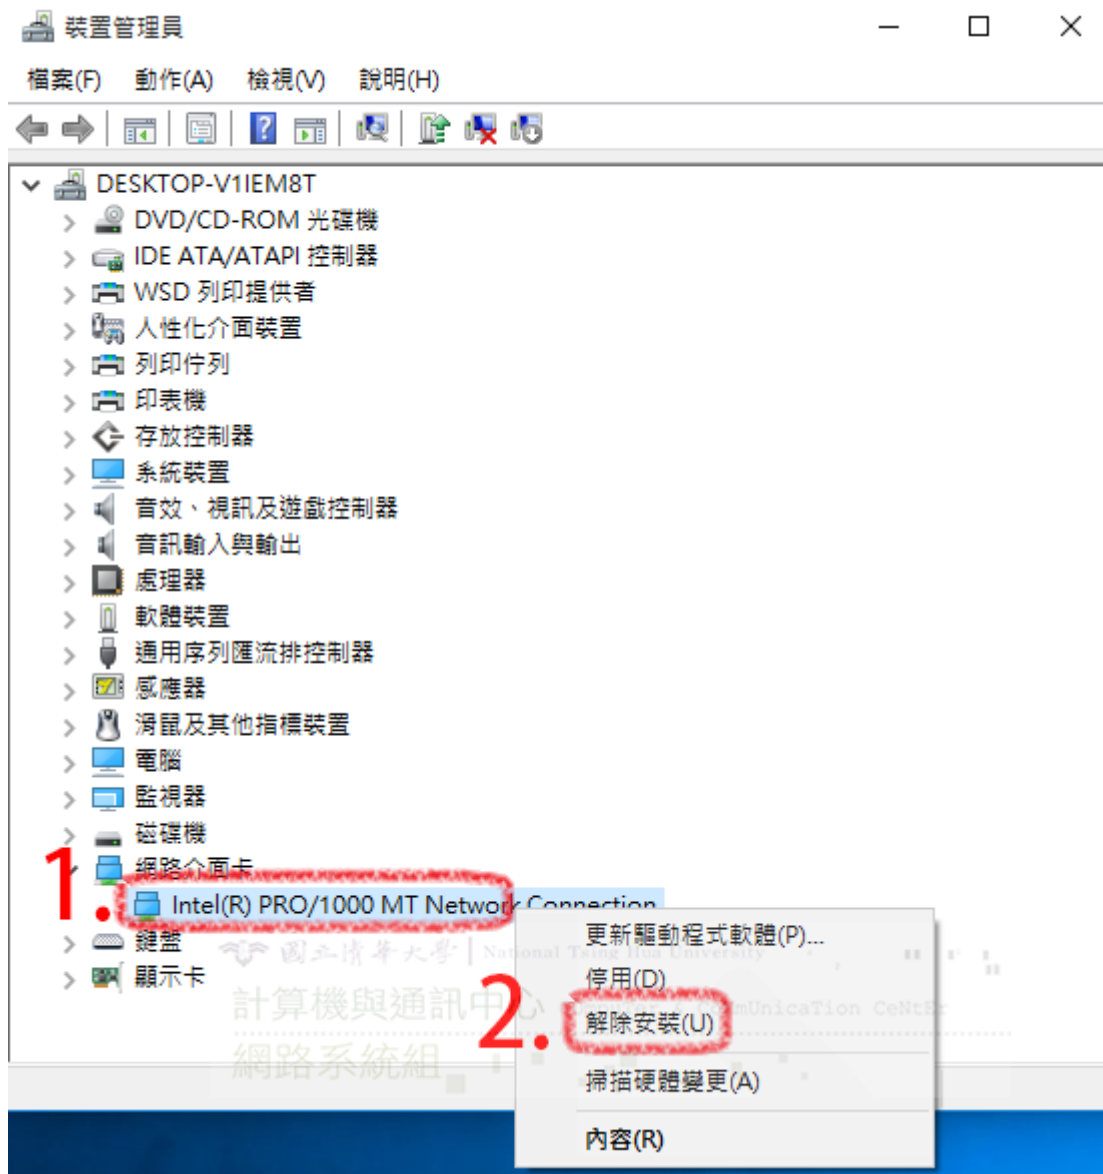 裝置管理員
檔案(F) 動作(A) 檢視(V) 說明(H)
DESKTOP-V1IEM8T
DVD/CD-ROM 光碟機
IDE ATA/ATAPI 控制器
WSD 列印提供者
人性化介面裝置
列印佇列
印表機
存放控制器
系統裝置
音效、視訊及遊戲控制器
音訊輸入與輸出
處理器
軟體裝置
通用序列匯流排控制器
感應器
滑鼠及其他指標裝置
電腦
監視器
磁碟機
網路介面卡
1.
Intel(R) PRO/1000 MT Network Connection
鍵盤
顯示卡
更新驅動程式軟體(P)...
停用(D)
2.
解除安裝(U)
掃描硬體變更(A)
內容(R)
國立清華大學 National Tsing Hua University
計算機與通訊中心 CommUnicaTion CeNtEr
網路系統組